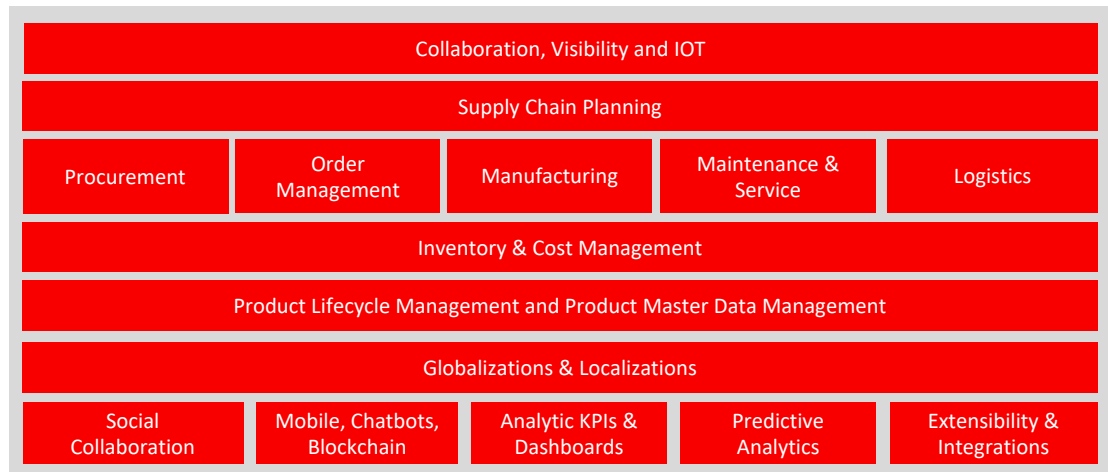 Collaboration, Visibility and IOT
Supply Chain Planning
Procurement
Order
Management
Manufacturing
Maintenance &
Service
Logistics
Inventory & Cost Management
Product Lifecycle Management and Product Master Data Management
Globalizations & Localizations
Social
Collaboration
Mobile, Chatbots,
Blockchain
Analytic KPIs &
Dashboards
Predictive
Analytics
Extensibility &
Integrations